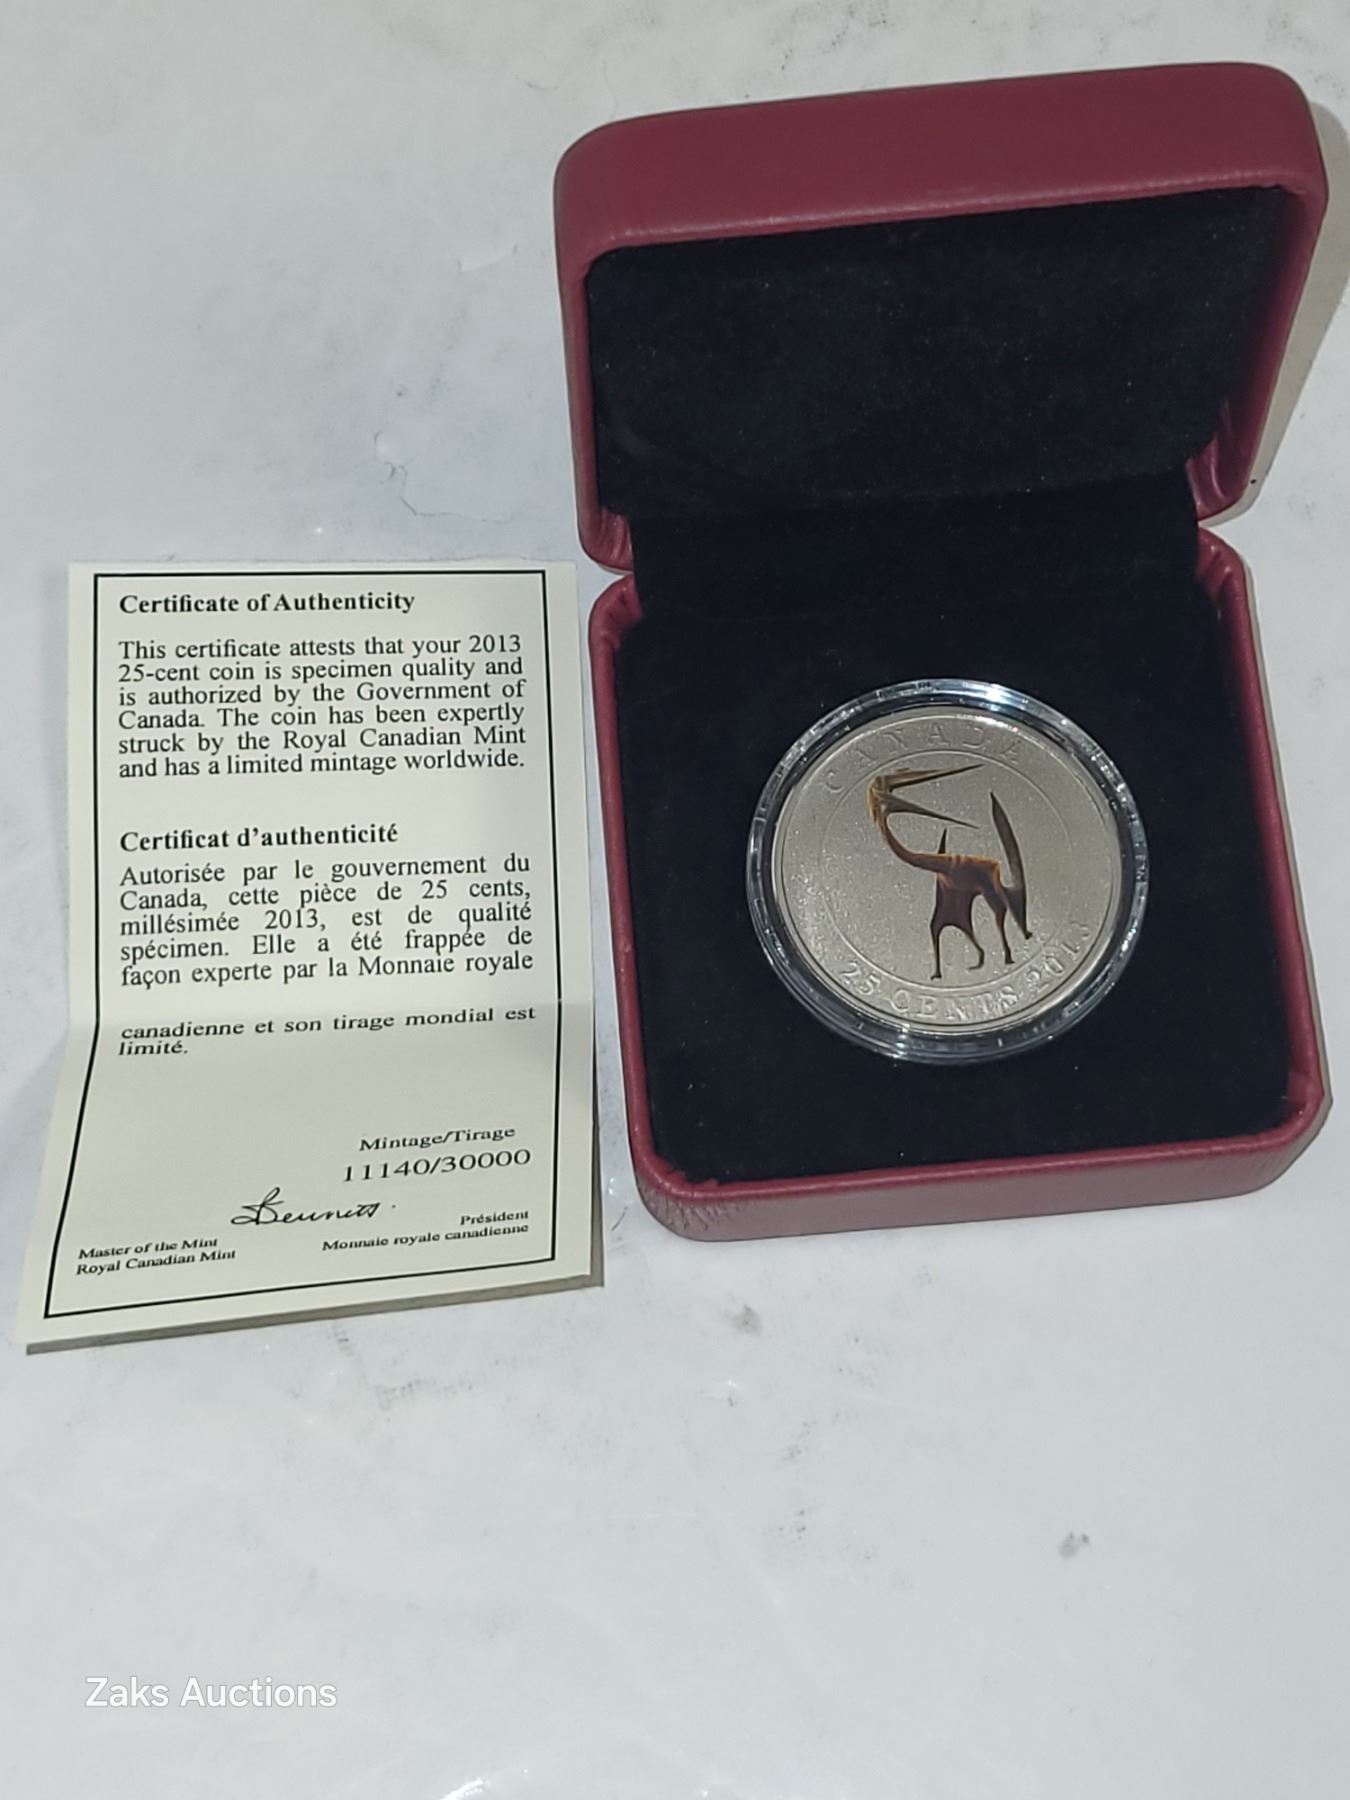 Certificate of Authenticity
This certificate attests that your 2013
25-cent coin is specimen quality and
is authorized by the Government of
Canada. The coin has been expertly
struck by the Royal Canadian Mint
and has a limited mintage worldwide.
Certificat d'authenticité
Autorisée par le gouvernement du
Canada, cette pièce de 25 cents,
millésimée 2013, est de qualité
spécimen. Elle a été frappée de
façon experte par la Monnaie royale
canadienne et son tirage mondial est
limité.
Mintage/Tirage
11140/30000
Master of the Mint
Royal Canadian Mint
Président
Monnaie royale canadienne
CANADA
25 CENTS 2013
Zaks Auctions